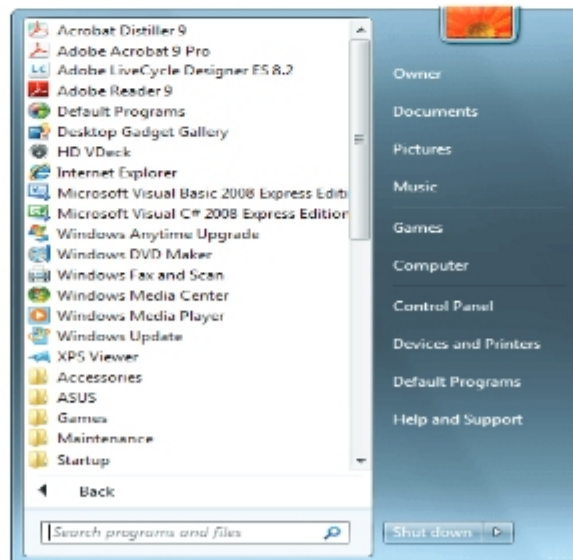 Acrobat Distiller 9
Adobe Acrobat 9 Pro
LC Adobe LiveCycle Designer ES 8.2
Adobe Reader 9
Default Programs
Desktop Gadget Gallery
HD VDeck
Internet Explorer
Microsoft Visual Basic 2008 Express Editi
Microsoft Visual C# 2008 Express Edition
Windows Anytime Upgrade
Windows DVD Maker
Windows Fax and Scan
Windows Media Center
Windows Media Player
Windows Update
XPS Viewer
Accessories
ASUS
Games
Maintenance
Startup
Back
Search programs and files
Owner
Documents
Pictures
Music
Games
Computer
Control Panel
Devices and Printers
Default Programs
Help and Support
Shut down